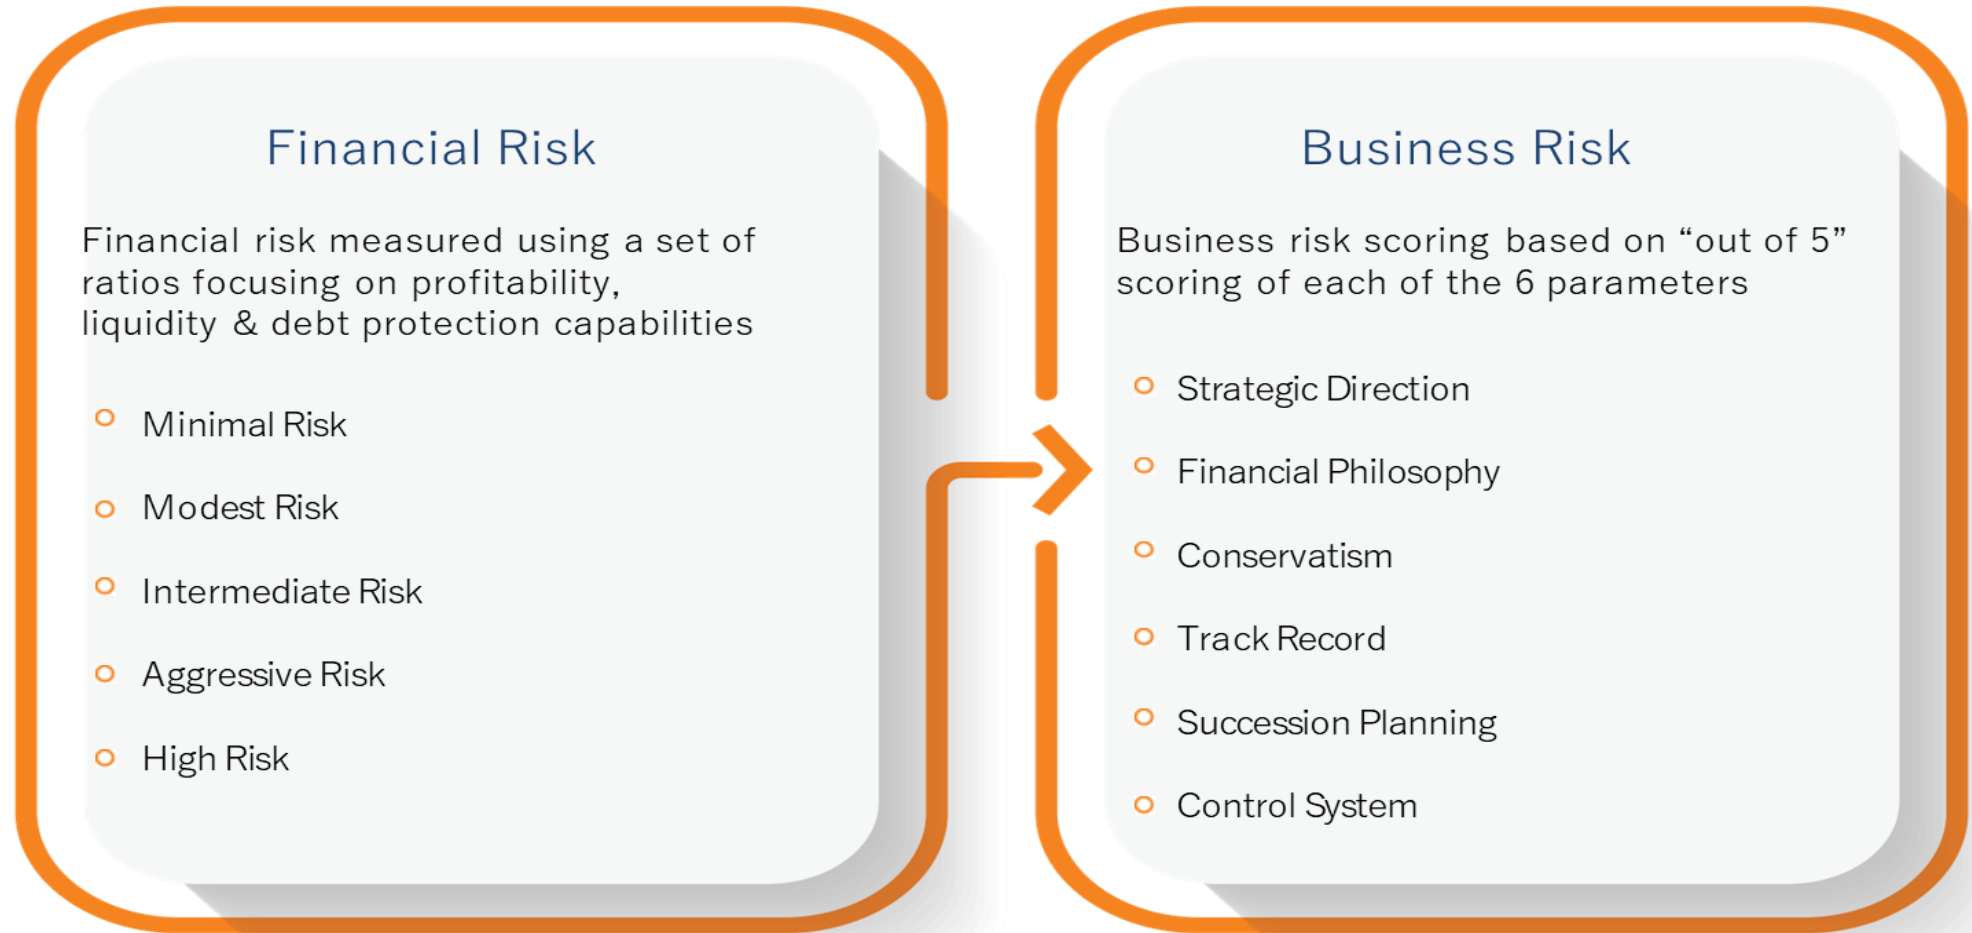 Financial Risk
Financial risk measured using a set of
ratios focusing on profitability,
liquidity & debt protection capabilities
Minimal Risk
Modest Risk
Intermediate Risk
Aggressive Risk
High Risk
Business Risk
Business risk scoring based on “out of 5”
scoring of each of the 6 parameters
Strategic Direction
Financial Philosophy
Conservatism
Track Record
Succession Planning
Control System